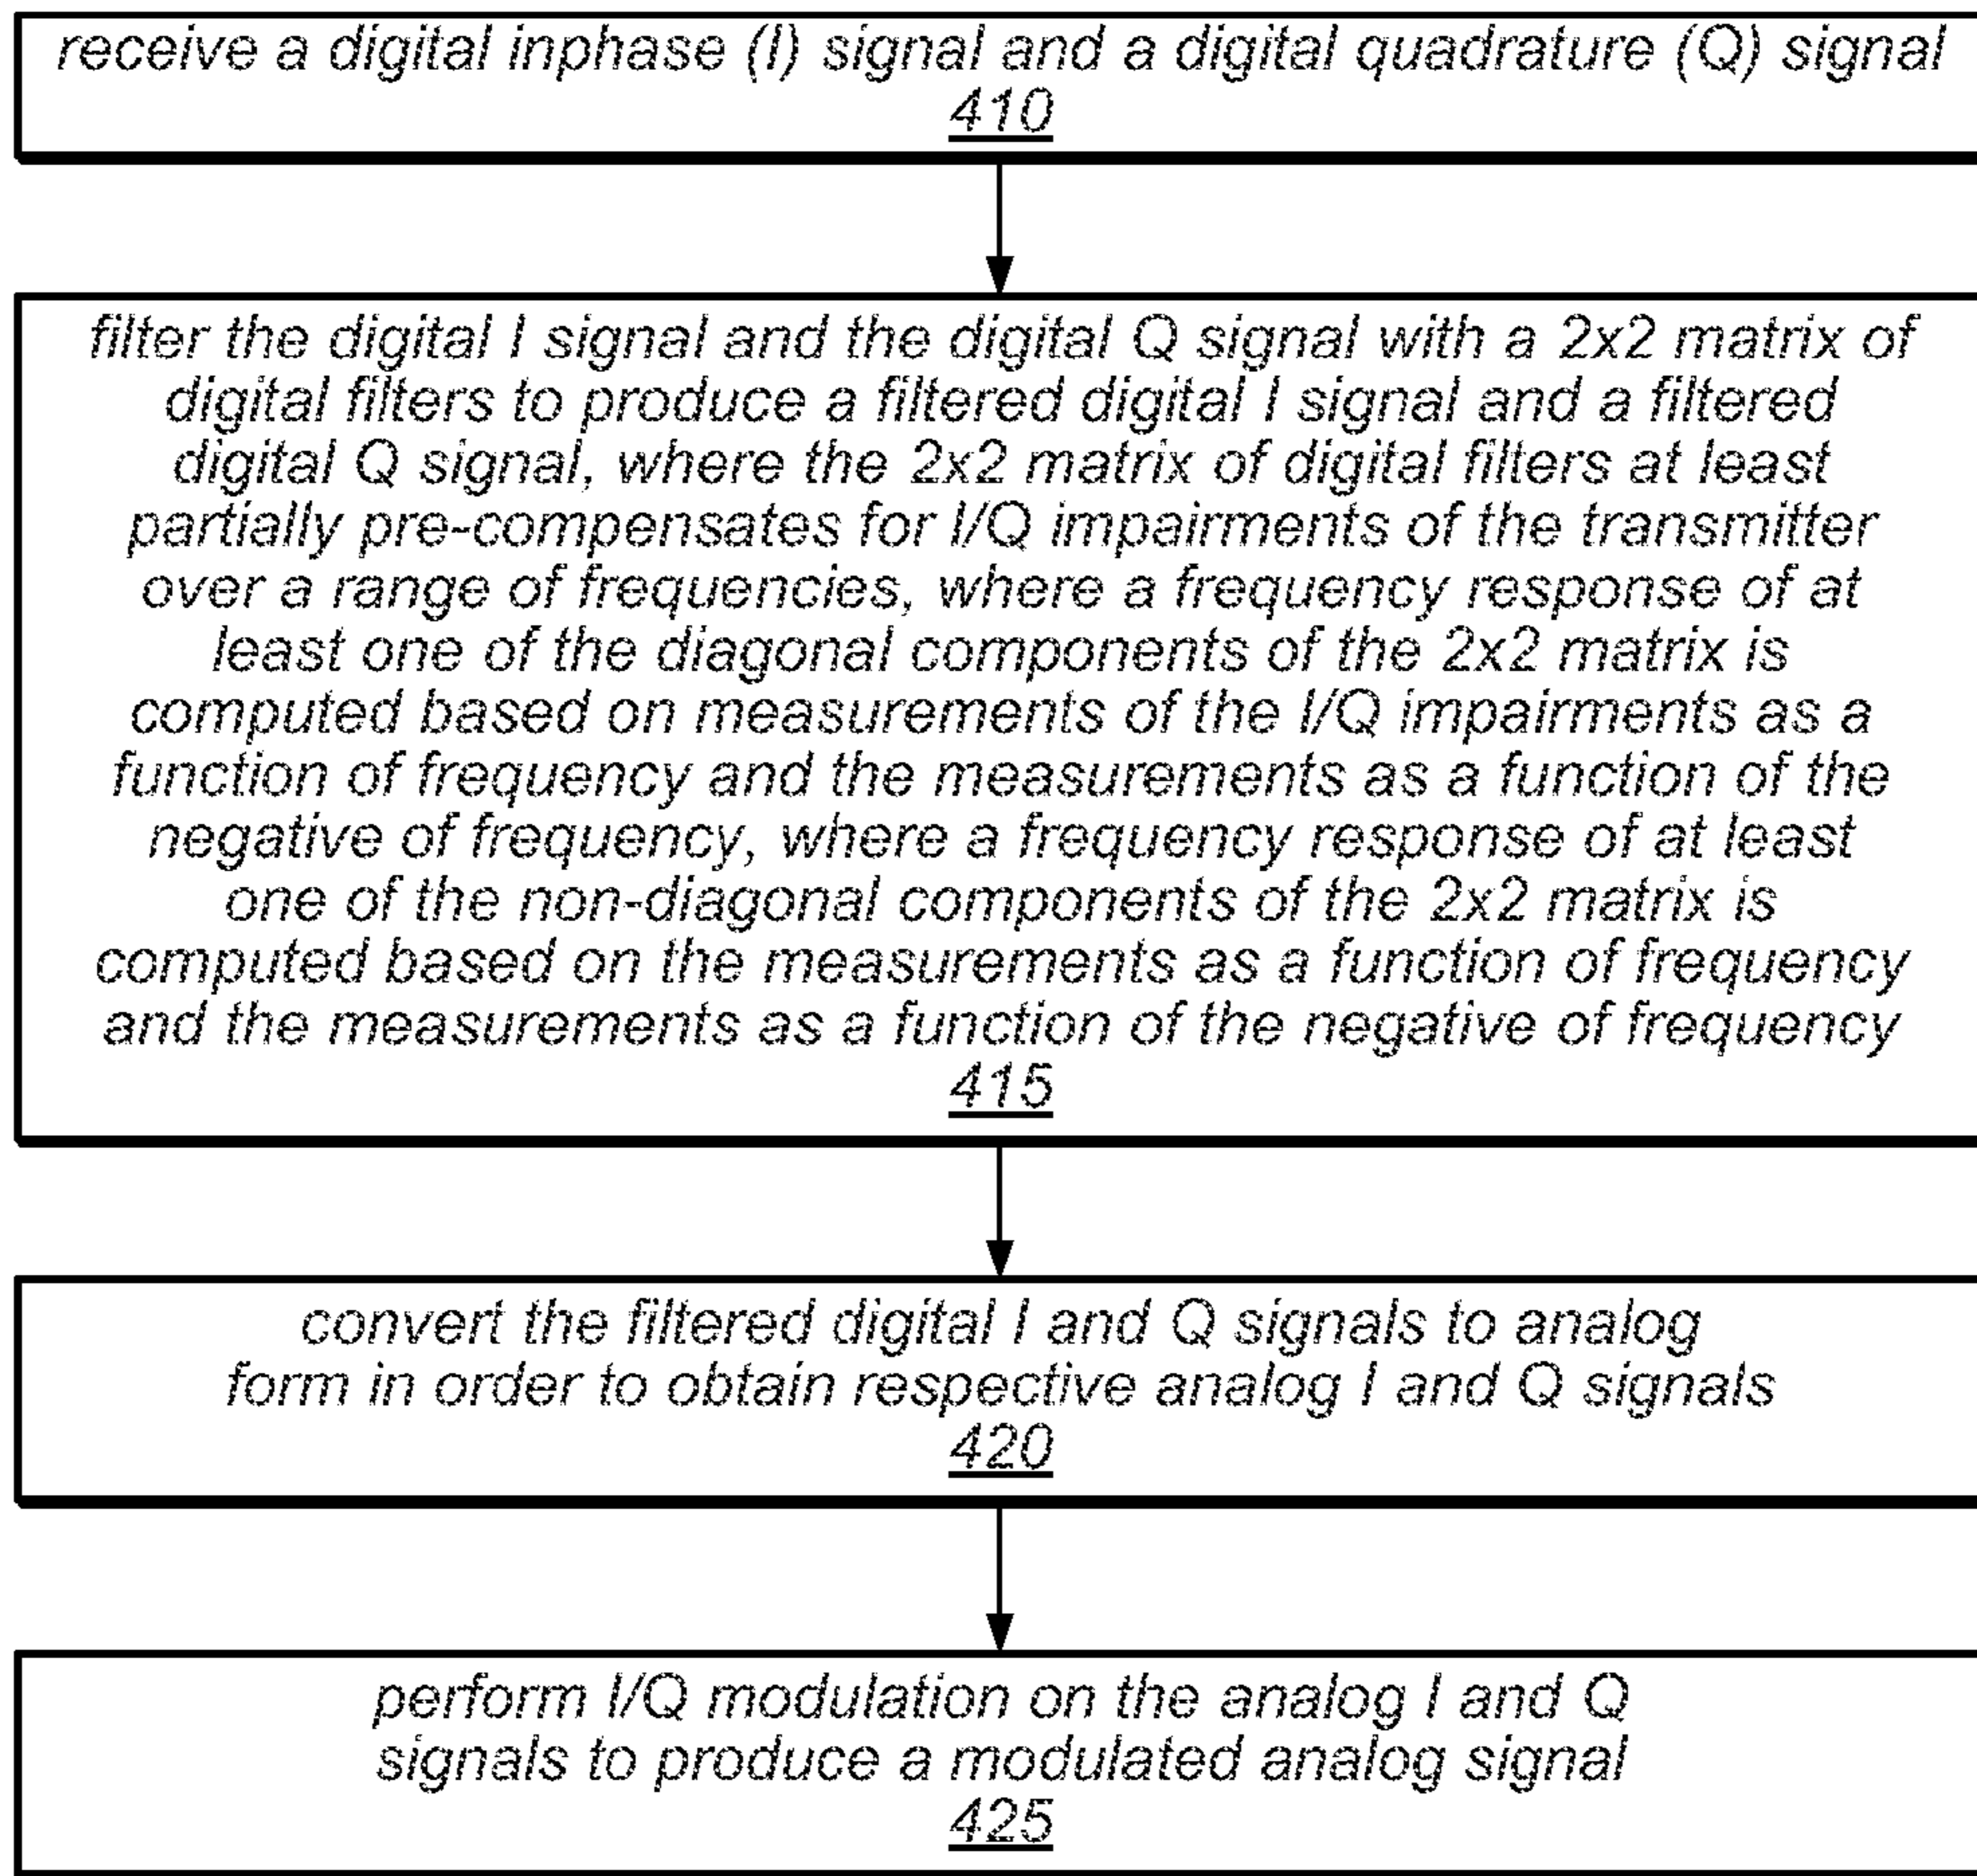 receive a digital inphase (I) signal and a digital quadrature (Q) signal
410
filter the digital I signal and the digital Q signal with a 2x2 matrix of
digital filters to produce a filtered digital I signal and a filtered
digital Q signal, where the 2x2 matrix of digital filters at least
partially pre-compensates for I/Q impairments of the transmitter
over a range of frequencies, where a frequency response of at
least one of the diagonal components of the 2x2 matrix is
computed based on measurements of the I/Q impairments as a
function of frequency and the measurements as a function of the
negative of frequency, where a frequency response of at least
one of the non-diagonal components of the 2x2 matrix is
computed based on the measurements as a function of frequency
and the measurements as a function of the negative of frequency
415
convert the filtered digital I and Q signals to analog
form in order to obtain respective analog I and Q signals
420
perform I/Q modulation on the analog I and Q
signals to produce a modulated analog signal
425